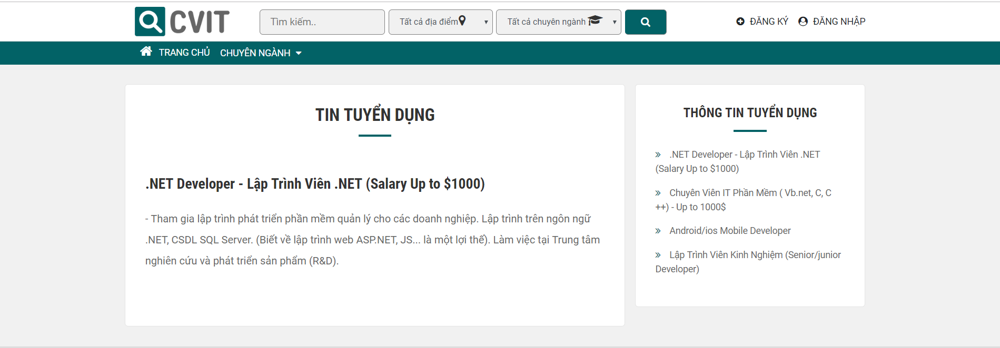 CVIT
Tìm kiếm..
Tất cả địa điểm
Tất cả chuyên ngành
ĐĂNG KÝ
ĐĂNG NHẬP
TRANG CHỦ
CHUYÊN NGÀNH
TIN TUYỂN DỤNG
.NET Developer - Lập Trình Viên .NET (Salary Up to $1000)
- Tham gia lập trình phát triển phần mềm quản lý cho các doanh nghiệp. Lập trình trên ngôn ngữ
.NET, CSDL SQL Server. (Biết về lập trình web ASP.NET, JS... là một lợi thế). Làm việc tại Trung tâm
nghiên cứu và phát triển sản phẩm (R&D).
THÔNG TIN TUYỂN DỤNG
» .NET Developer - Lập Trình Viên .NET
(Salary Up to $1000)
» Chuyên Viên IT Phần Mềm ( Vb.net, C, C
++) - Up to 1000$
» Android/ios Mobile Developer
» Lập Trình Viên Kinh Nghiệm (Senior/junior
Developer)